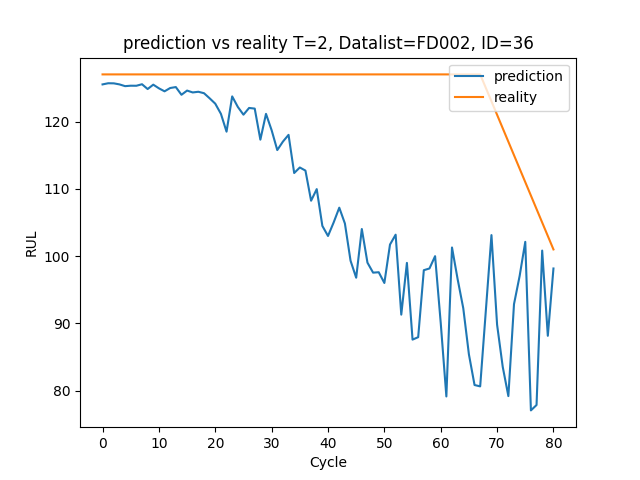 prediction vs reality T=2, Datalist=FD002, ID=36
prediction
reality
120
110
100
90
80
RUL
0 10 20 30 40 50 60 70 80
Cycle